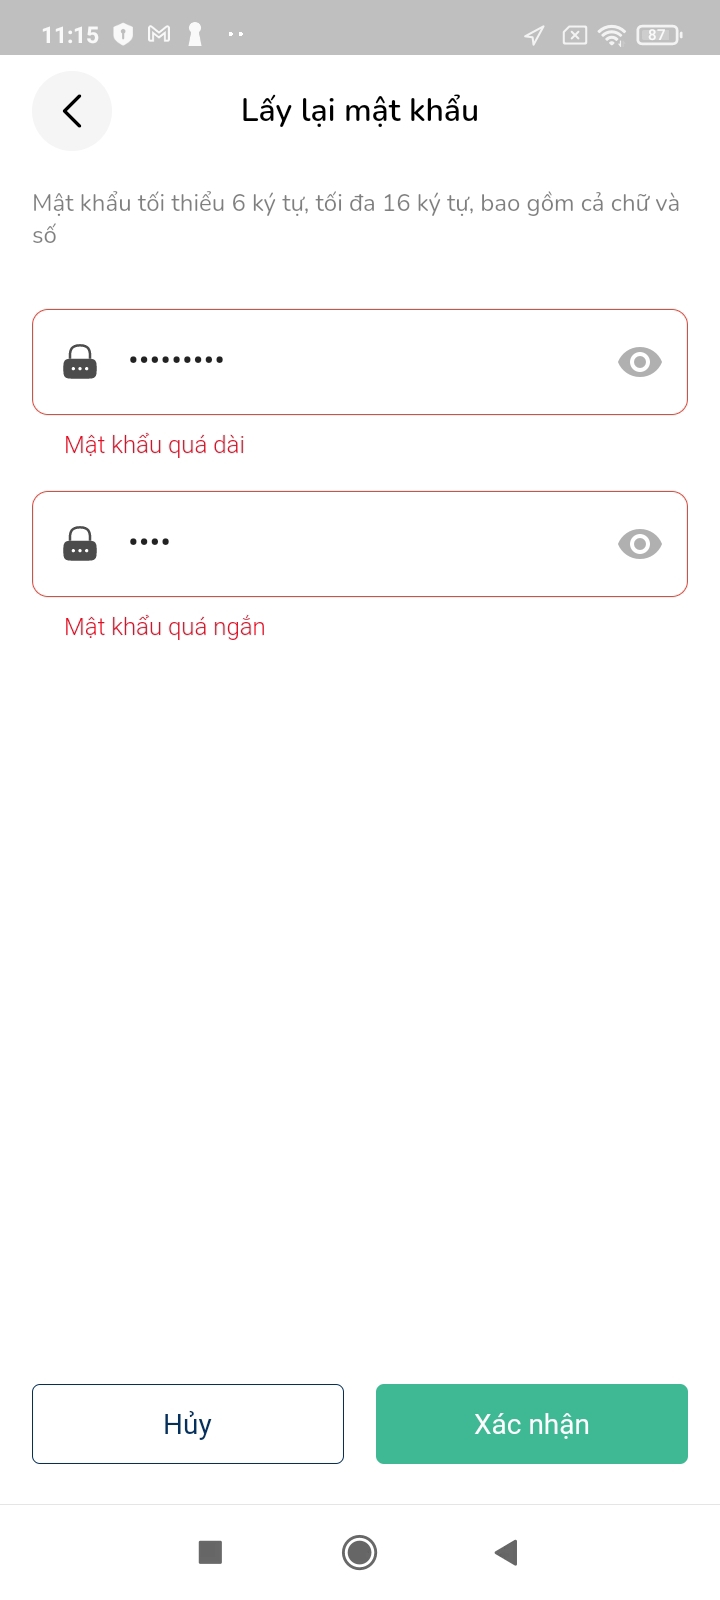 11:15
87
Lấy lại mật khẩu
Mật khẩu tối thiểu 6 ký tự, tối đa 16 ký tự, bao gồm cả chữ và
số
•••••••••
Mật khẩu quá dài
••••
Mật khẩu quá ngắn
Hủy
Xác nhận